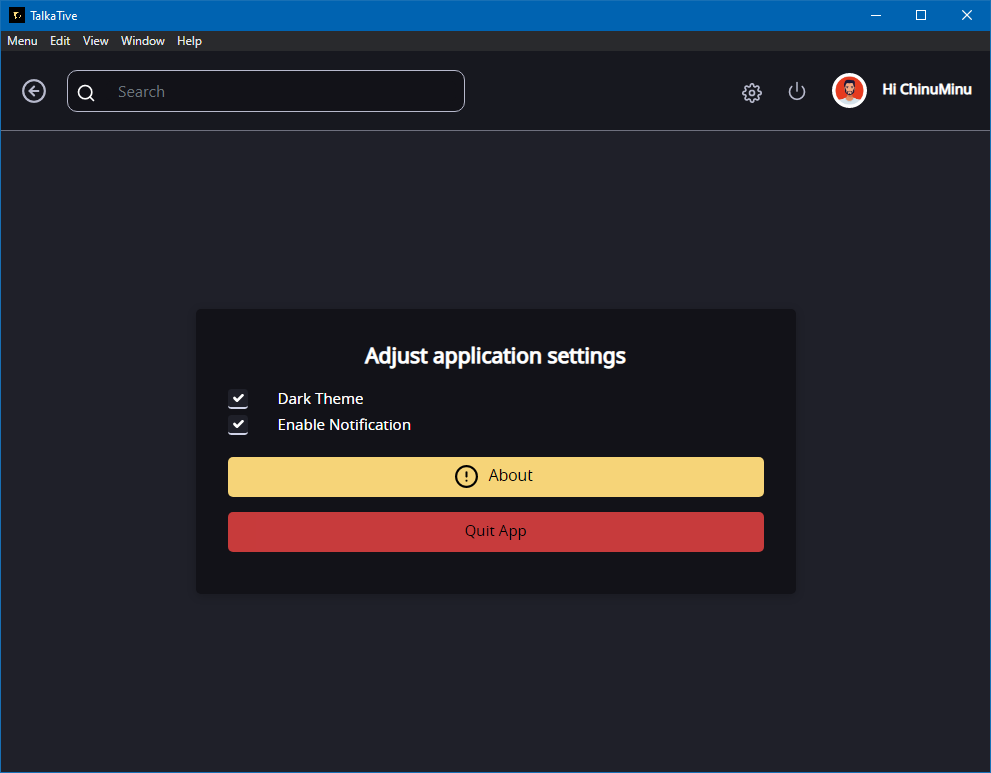 TalkaTive
Menu Edit View Window Help
Search
Hi ChinuMinu
Adjust application settings
Dark Theme
Enable Notification
About
Quit App